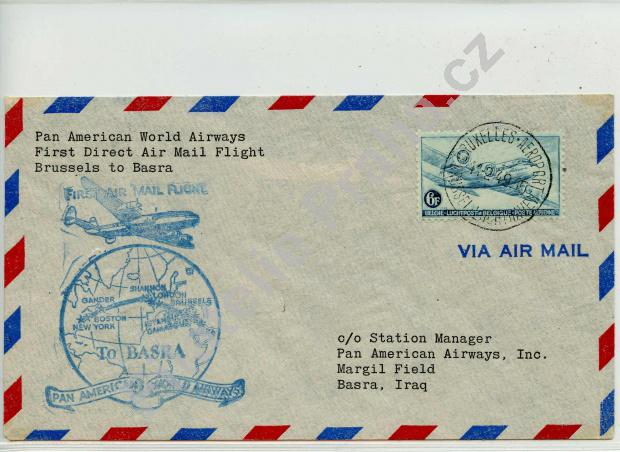 Pan American World Airways
First Direct Air Mail Flight
Brussels to Basra
FIRST AIR MAIL FLIGHT
SHANNON
LONDON
BRUSSELS
GANDER
BOSTON
NEW YORK
ISTANBUL
DAMASCUS
To BASRA
PAN AMERICAN WORLD AIRWAYS
BRUXELLES-AEROPORT
6F
BELGIE-LUCHTPOST BELGIQUE-POSTE AERIENNE
VIA AIR MAIL
c/o Station Manager
Pan American Airways, Inc.
Margil Field
Basra, Iraq